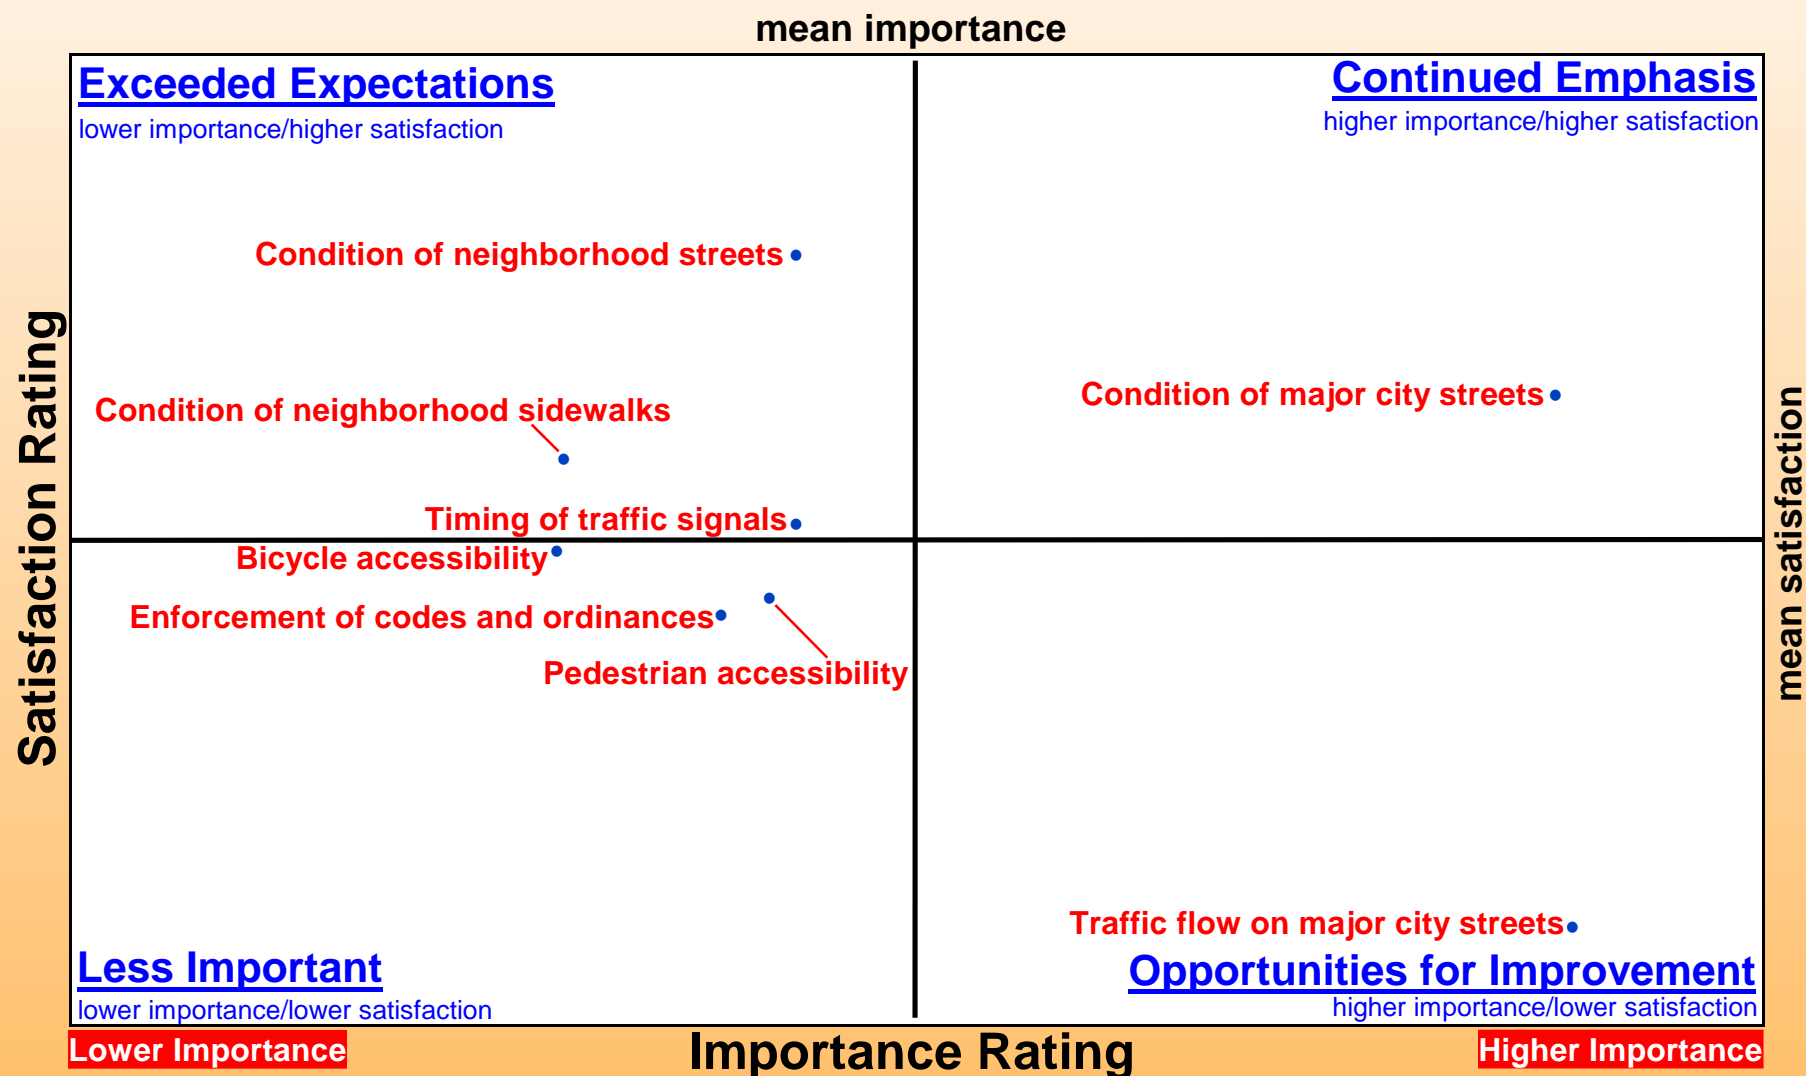 mean importance
Exceeded Expectations
lower importance/higher satisfaction
Continued Emphasis
higher importance/higher satisfaction
Condition of neighborhood streets
Condition of major city streets
Condition of neighborhood sidewalks
Timing of traffic signals
Bicycle accessibility
Enforcement of codes and ordinances
Pedestrian accessibility
Satisfaction Rating
mean satisfaction
Traffic flow on major city streets
Less Important
lower importance/lower satisfaction
Opportunities for Improvement
higher importance/lower satisfaction
Lower Importance
Importance Rating
Higher Importance